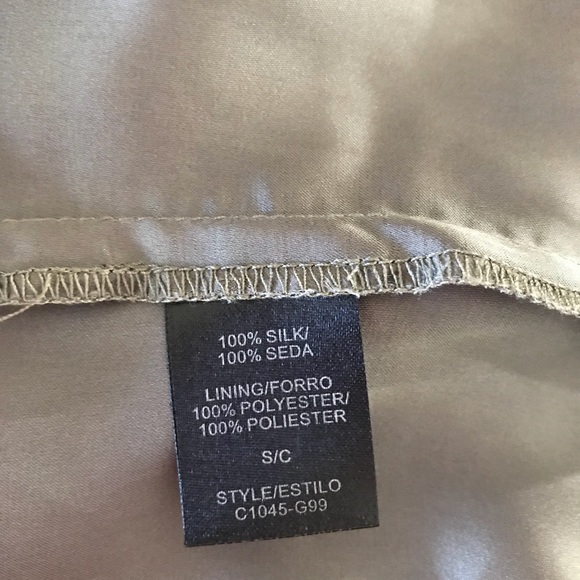 100% SILK/
100% SEDA
LINING/FORRO
100% POLYESTER/
100% POLIESTER
S/C
STYLE/ESTILO
C1045-G99